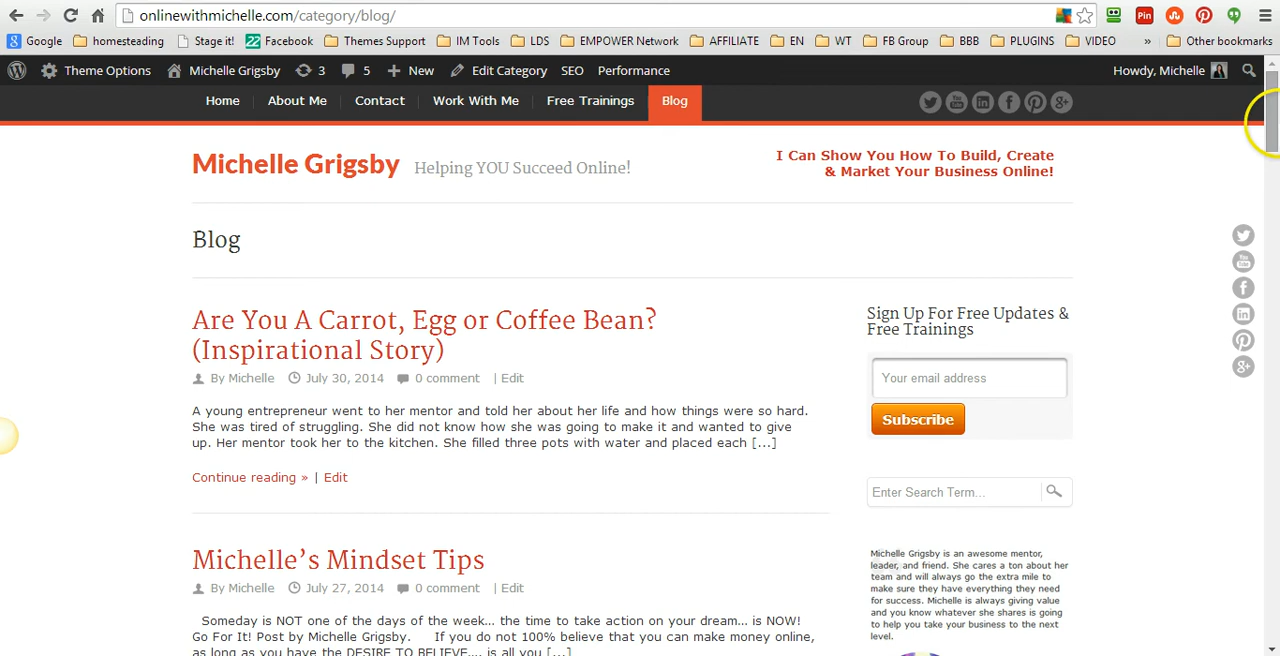 onlinewithmichelle.com/category/blog/
Google homesteading Stage it! Facebook Themes Support IM Tools LDS EMPOWER Network AFFILIATE EN WT FB Group BBB PLUGINS VIDEO » Other bookmarks
Theme Options Michelle Grigsby 3 5 New Edit Category SEO Performance Howdy, Michelle
Home About Me Contact Work With Me Free Trainings Blog
Michelle Grigsby Helping YOU Succeed Online!
I Can Show You How To Build, Create
& Market Your Business Online!
Blog
Are You A Carrot, Egg or Coffee Bean?
(Inspirational Story)
By Michelle July 30, 2014 0 comment | Edit
A young entrepreneur went to her mentor and told her about her life and how things were so hard.
She is tired of struggling. She did not know how she was going to make it and wanted to give
up. Her mentor took her to the kitchen. She filled three pots with water and placed each [...]
Continue reading » | Edit
Michelle’s Mindset Tips
By Michelle July 27, 2014 0 comment | Edit
Someday is NOT one of the days of the week... the time to take action on your dream... is NOW!
Go For It! Post by Michelle Grigsby. If you do not 100% believe that you can make money online,
as long as you have the DESIRE TO BELIEVE.... is all you [...]
Sign Up For Free Updates &
Free Trainings
Your email address
Subscribe
Enter Search Term...
Michelle Grigsby is an awesome mentor,
leader, and friend. She cares a ton about her
team and will always go the extra mile to
make sure they have everything they need
for success. Michelle is always giving value
and you know whatever she shares is going
to help you take your business to the next
level.